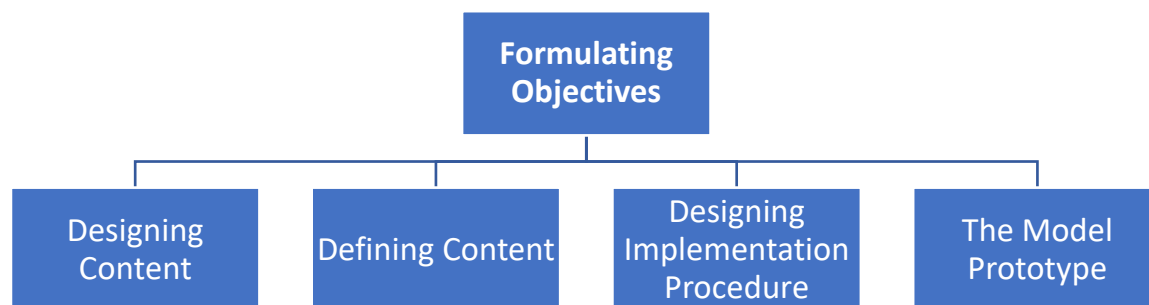 Formulating
Objectives
Designing
Content
Defining Content
Designing
Implementation
Procedure
The Model
Prototype